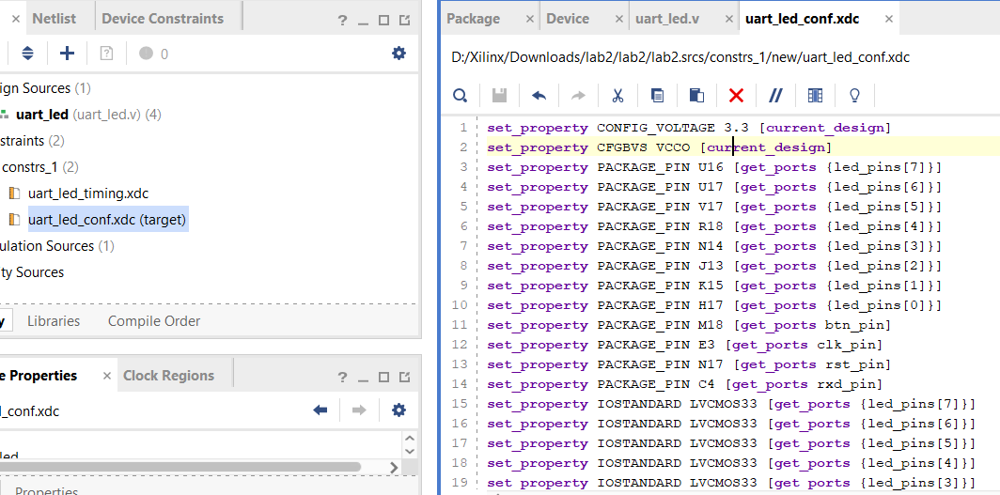 Netlist
Device Constraints
?
0
ign Sources (1)
uart_led (uart_led.v) (4)
straints (2)
constrs_1 (2)
uart_led_timing.xdc
uart_led_conf.xdc (target)
ulation Sources (1)
ty Sources
y
Libraries
Compile Order
e Properties
Clock Regions
?
d_conf.xdc
led
Properties
Package
Device
uart_led.v
uart_led_conf.xdc
D:/Xilinx/Downloads/lab2/lab2/lab2.srcs/constrs_1/new/uart_led_conf.xdc
1 set_property CONFIG_VOLTAGE 3.3 [current_design]
2 set_property CFGBVS VCCO [current_design]
3 set_property PACKAGE_PIN U16 [get_ports {led_pins[7]}]
4 set_property PACKAGE_PIN U17 [get_ports {led_pins[6]}]
5 set_property PACKAGE_PIN V17 [get_ports {led_pins[5]}]
6 set_property PACKAGE_PIN R18 [get_ports {led_pins[4]}]
7 set_property PACKAGE_PIN N14 [get_ports {led_pins[3]}]
8 set_property PACKAGE_PIN J13 [get_ports {led_pins[2]}]
9 set_property PACKAGE_PIN K15 [get_ports {led_pins[1]}]
10 set_property PACKAGE_PIN H17 [get_ports {led_pins[0]}]
11 set_property PACKAGE_PIN M18 [get_ports btn_pin]
12 set_property PACKAGE_PIN E3 [get_ports clk_pin]
13 set_property PACKAGE_PIN N17 [get_ports rst_pin]
14 set_property PACKAGE_PIN C4 [get_ports rxd_pin]
15 set_property IOSTANDARD LVCMOS33 [get_ports {led_pins[7]}]
16 set_property IOSTANDARD LVCMOS33 [get_ports {led_pins[6]}]
17 set_property IOSTANDARD LVCMOS33 [get_ports {led_pins[5]}]
18 set_property IOSTANDARD LVCMOS33 [get_ports {led_pins[4]}]
19 set_property IOSTANDARD LVCMOS33 [get_ports {led_pins[3]}]